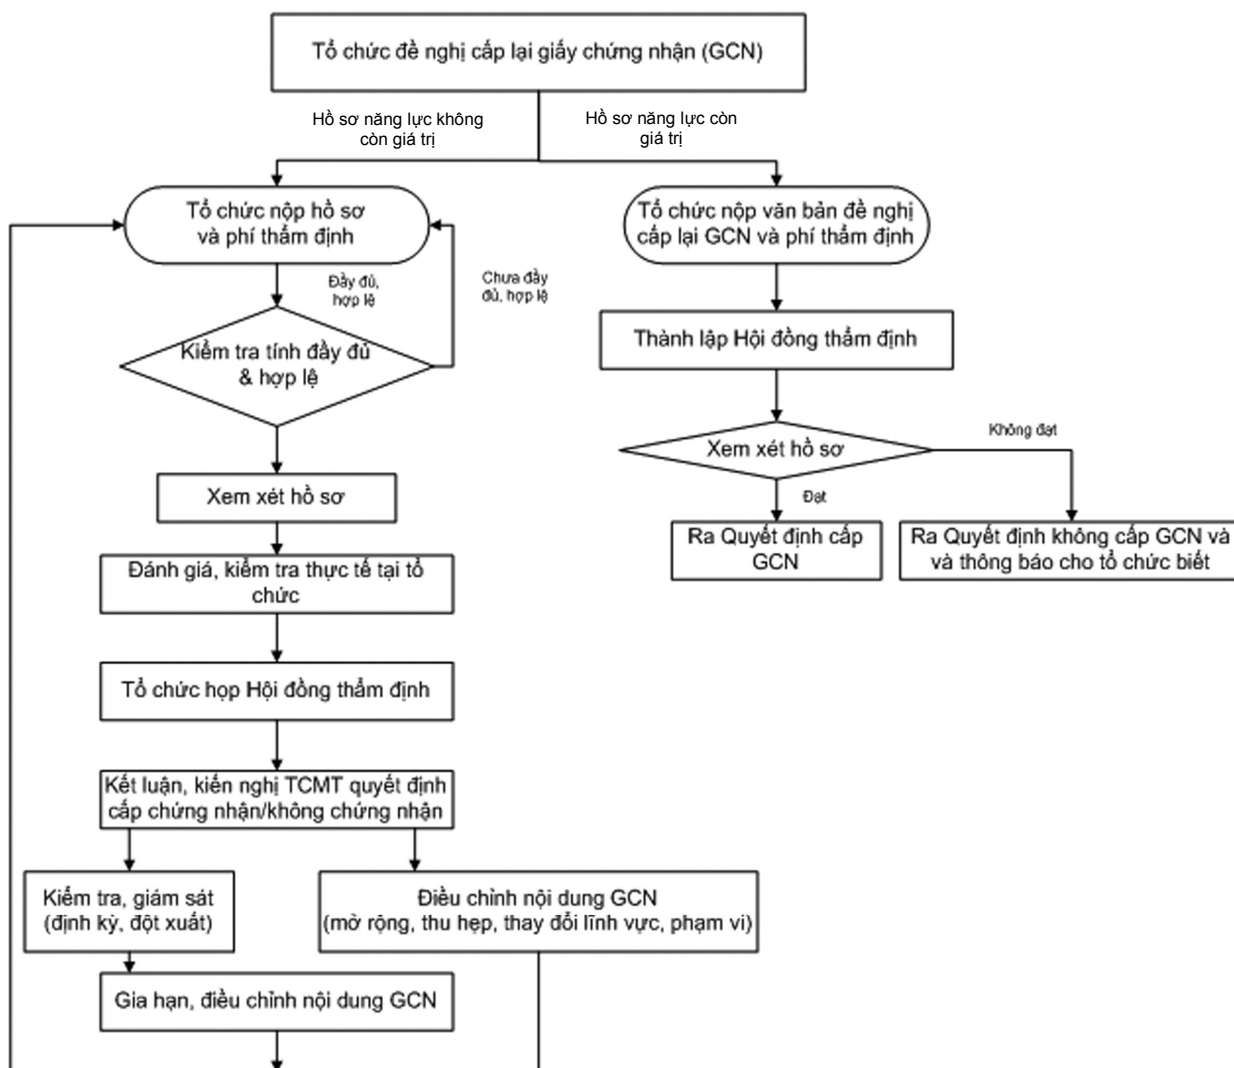 Tổ chức đề nghị cấp lại giấy chứng nhận (GCN)
Hồ sơ năng lực không
còn giá trị
Hồ sơ năng lực còn
giá trị
Tổ chức nộp hồ sơ
và phí thẩm định
Tổ chức nộp văn bản đề nghị
cấp lại GCN và phí thẩm định
Đầy đủ,
hợp lệ
Chưa đầy
đủ, hợp lệ
Kiểm tra tính đầy đủ
& hợp lệ
Thành lập Hội đồng thẩm định
Xem xét hồ sơ
Không đạt
Đạt
Xem xét hồ sơ
Ra Quyết định cấp
GCN
Ra Quyết định không cấp GCN và
và thông báo cho tổ chức biết
Đánh giá, kiểm tra thực tế tại tổ
chức
Tổ chức họp Hội đồng thẩm định
Kết luận, kiến nghị TCMT quyết định
cấp chứng nhận/không chứng nhận
Kiểm tra, giám sát
(định kỳ, đột xuất)
Điều chỉnh nội dung GCN
(mở rộng, thu hẹp, thay đổi lĩnh vực, phạm vi)
Gia hạn, điều chỉnh nội dung GCN